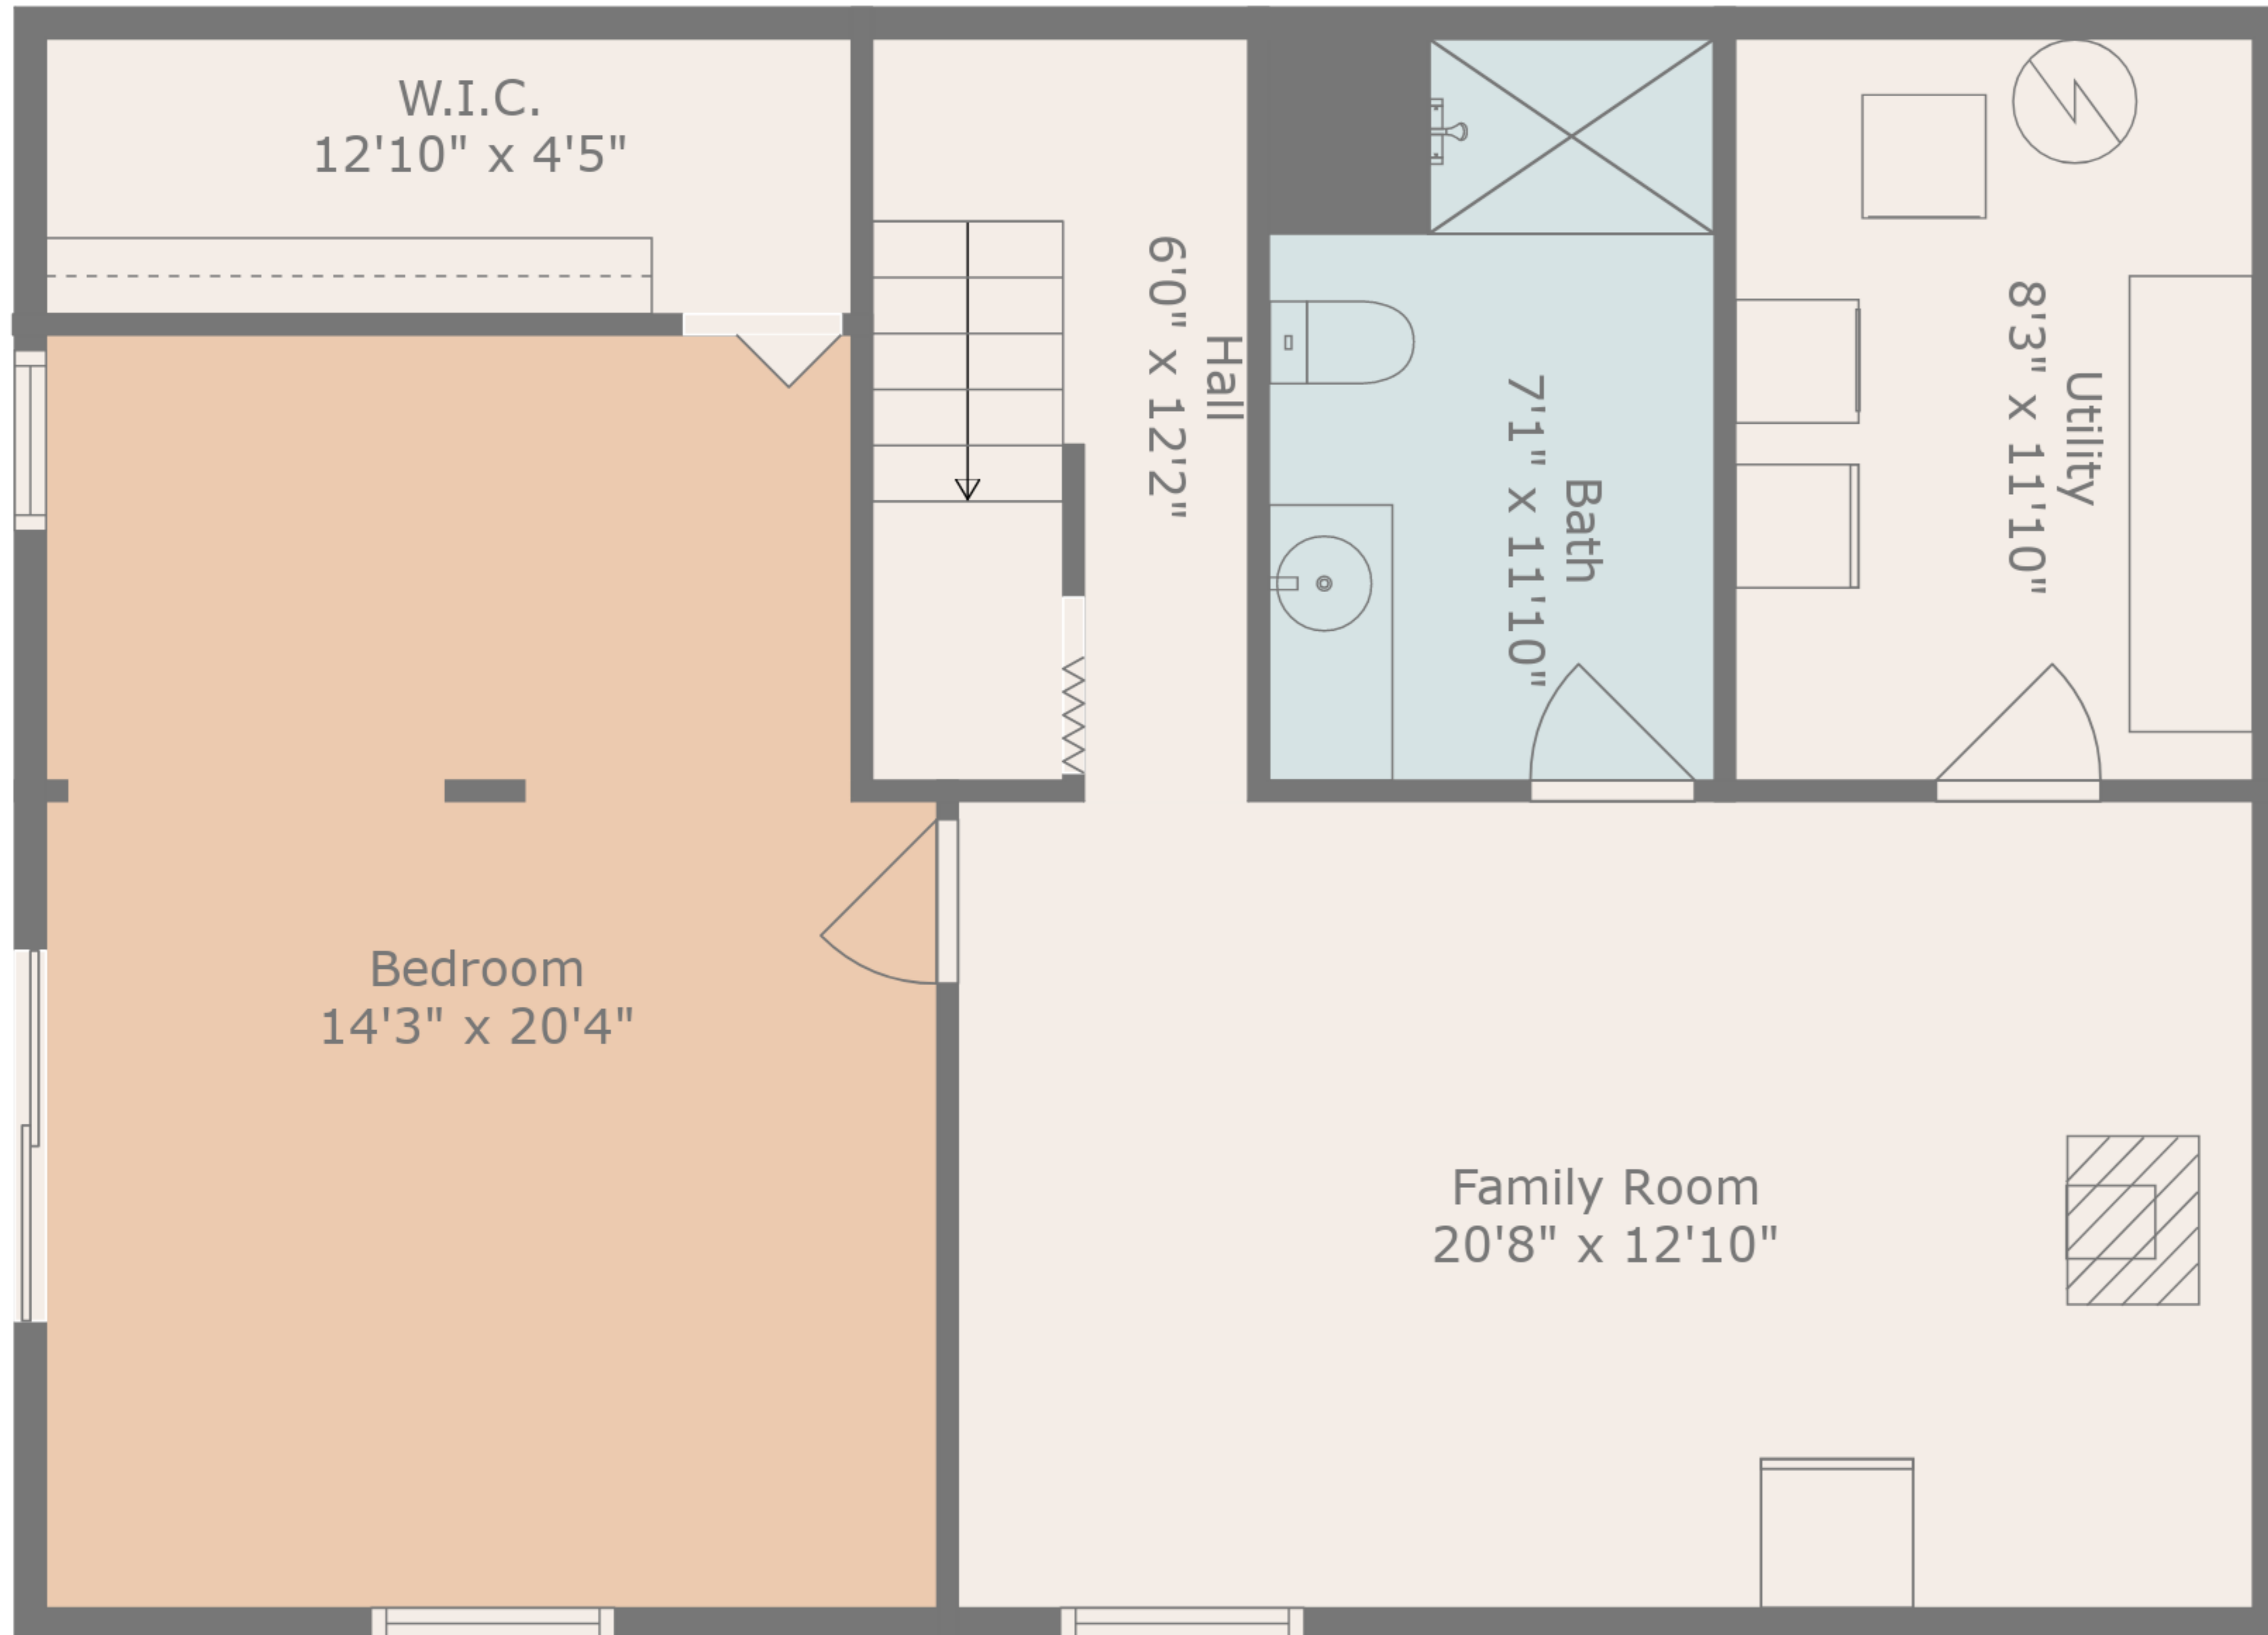 W.I.C.
12'10" x 4'5"
Hall
6'0" x 12'2"
Bath
7'1" x 11'10"
Utility
8'3" x 11'10"
Bedroom
14'3" x 20'4"
Family Room
20'8" x 12'10"